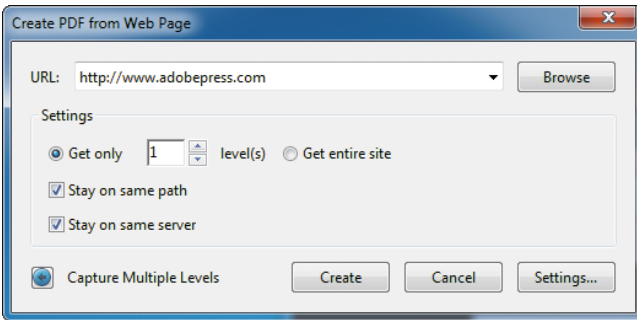 Create PDF from Web Page
URL: http://www.adobepress.com Browse
Settings
Get only 1 level(s) Get entire site
Stay on same path
Stay on same server
Capture Multiple Levels Create Cancel Settings...